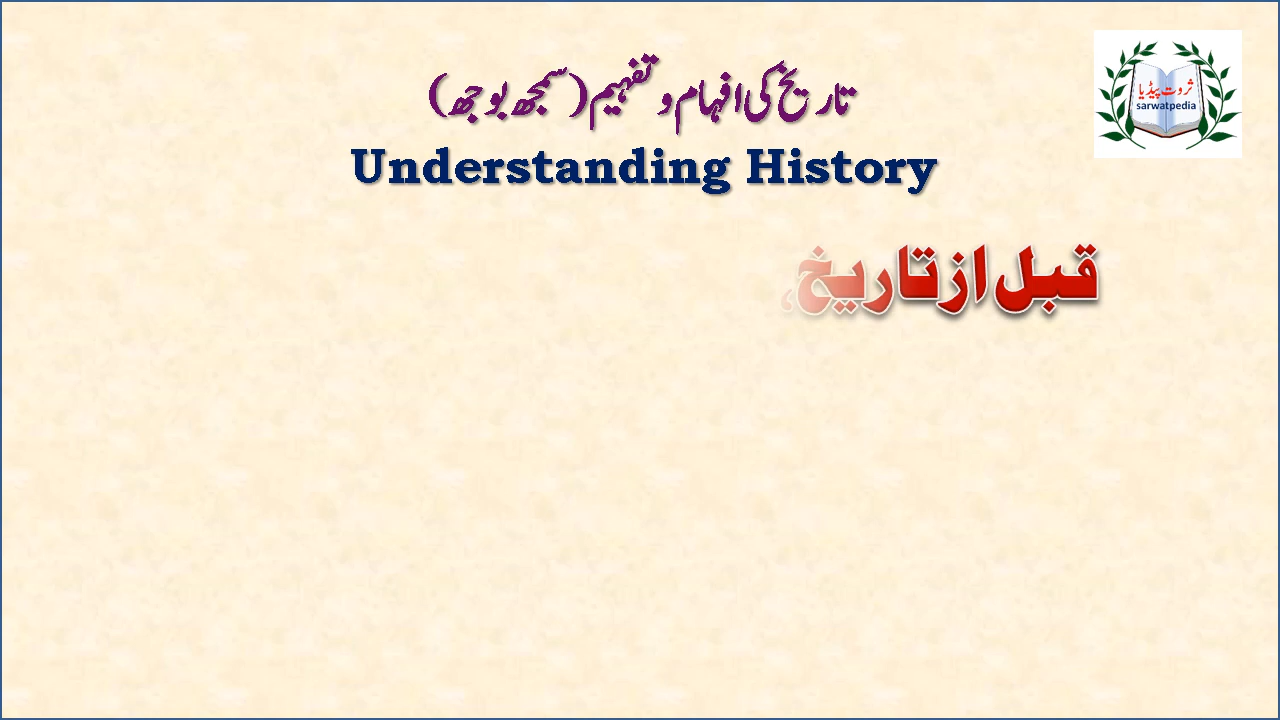 تاریخ کی افہام و تفہیم (سمجھ بوجھ)
Understanding History
ثروت پیڈیا
sarwatpedia
قبل از تاریخ،